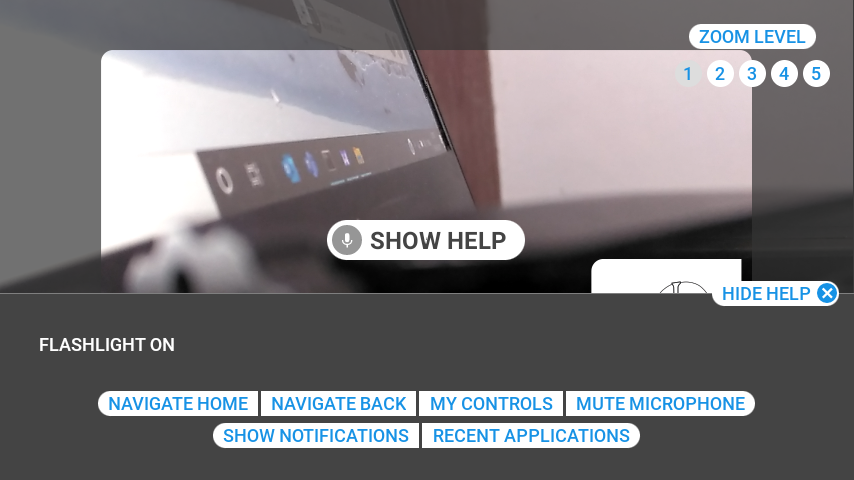 ZOOM LEVEL
1 2 3 4 5
SHOW HELP
HIDE HELP
FLASHLIGHT ON
NAVIGATE HOME NAVIGATE BACK MY CONTROLS MUTE MICROPHONE
SHOW NOTIFICATIONS RECENT APPLICATIONS